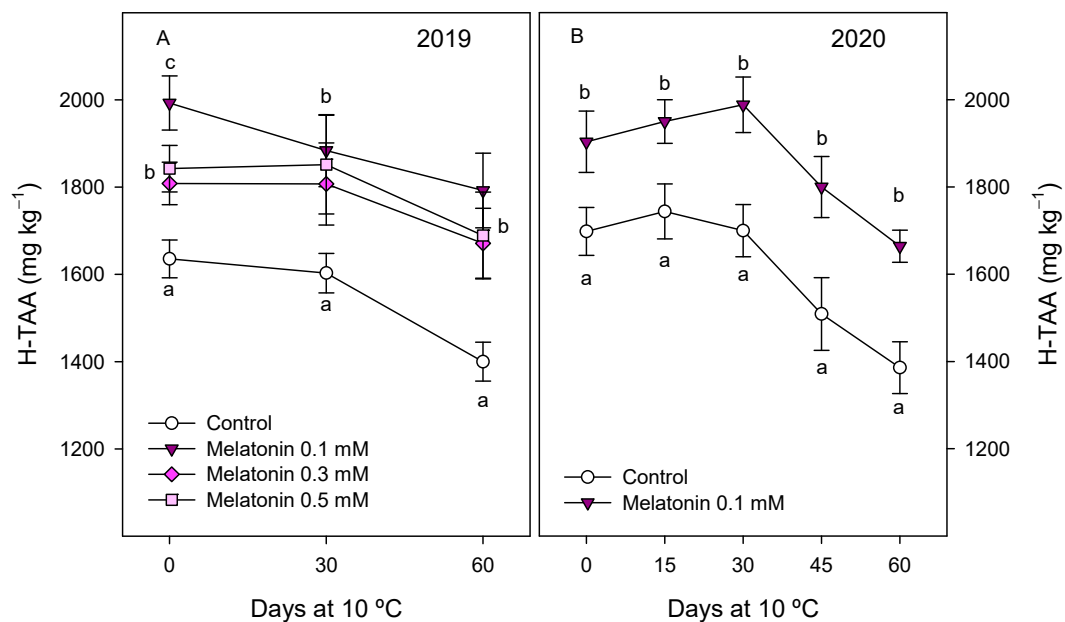 A
2019
H-TAA (mg kg⁻¹)
2000
1800
1600
1400
1200
c
b
b
b
a
a
a
Control
Melatonin 0.1 mM
Melatonin 0.3 mM
Melatonin 0.5 mM
0
30
60
Days at 10 ºC
B
2020
b
b
b
b
b
a
a
a
a
a
Control
Melatonin 0.1 mM
0
15
30
45
60
Days at 10 ºC
2000
1800
1600
1400
1200
H-TAA (mg kg⁻¹)